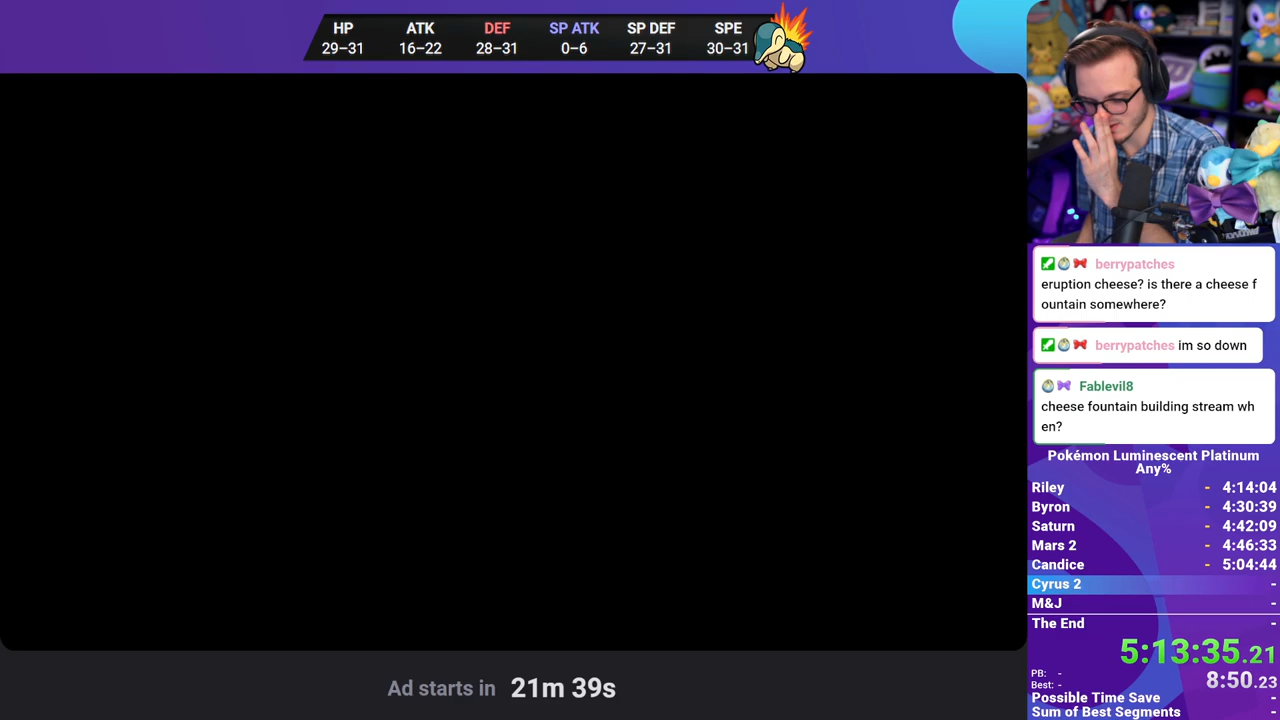 HP ATK DEF SP ATK SP DEF SPE
29–31 16–22 28–31 0–6 27–31 30–31
berrypatches
eruption cheese? is there a cheese f
ountain somewhere?
berrypatches im so down
Fablevil8
cheese fountain building stream wh
en?
Pokémon Luminescent Platinum
Any%
Riley - 4:14:04
Byron - 4:30:39
Saturn - 4:42:09
Mars 2 - 4:46:33
Candice - 5:04:44
Cyrus 2 -
M&J -
The End -
5:13:35.21
PB: -
Best: - 8:50.23
Possible Time Save -
Sum of Best Segments -
Ad starts in 21m 39s